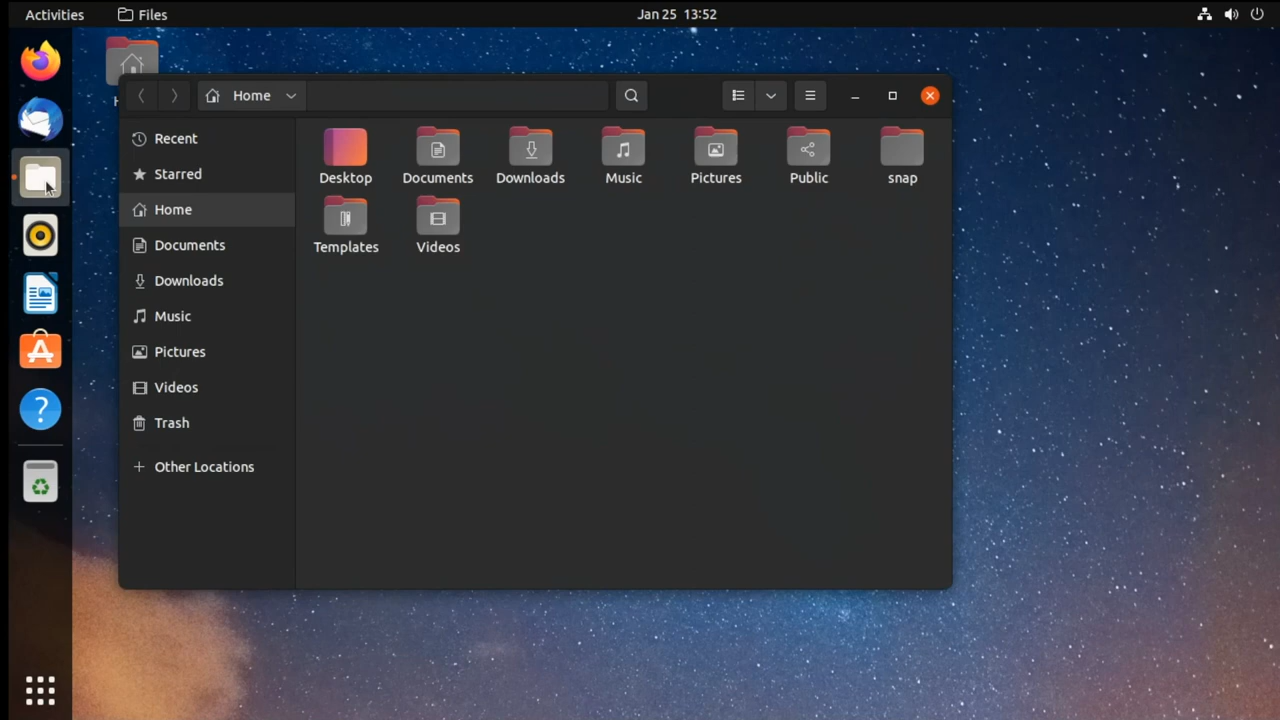 Activities
Files
Jan 25 13:52
Home
Recent
Starred
Home
Documents
Downloads
Music
Pictures
Videos
Trash
Other Locations
Desktop
Documents
Downloads
Music
Pictures
Public
snap
Templates
Videos